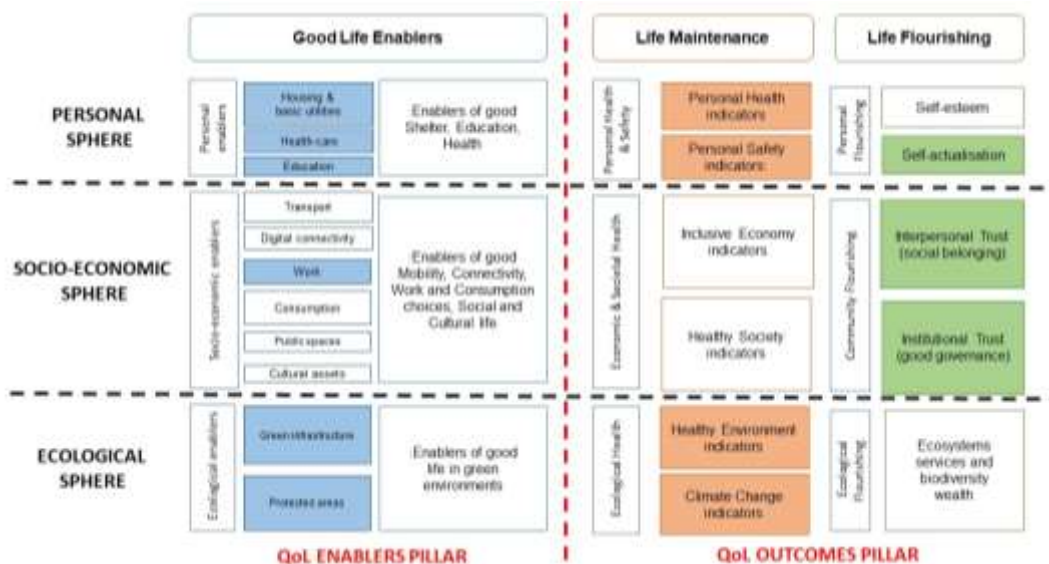 Good Life Enablers
Life Maintenance
Life Flourishing
PERSONAL
SPHERE
Personal
enablers
Housing &
basic utilities
Health-care
Education
Enablers of good
Shelter, Education,
Health
Personal Health
& Safety
Personal Health
indicators
Personal Safety
indicators
Personal
Flourishing
Self-esteem
Self-actualisation
SOCIO-ECONOMIC
SPHERE
Socio-economic enablers
Transport
Digital connectivity
Work
Consumption
Public spaces
Cultural assets
Enablers of good
Mobility, Connectivity,
Work and Consumption
choices, Social and
Cultural life
Economic & Societal Health
Inclusive Economy
indicators
Healthy Society
indicators
Community Flourishing
Interpersonal Trust
(social belonging)
Institutional Trust
(good governance)
ECOLOGICAL
SPHERE
Ecological enablers
Green infrastructure
Protected areas
Enablers of good
life in green
environments
Ecological Health
Healthy Environment
indicators
Climate Change
indicators
Ecological
Flourishing
Ecosystems
services and
biodiversity
wealth
QoL ENABLERS PILLAR
QoL OUTCOMES PILLAR